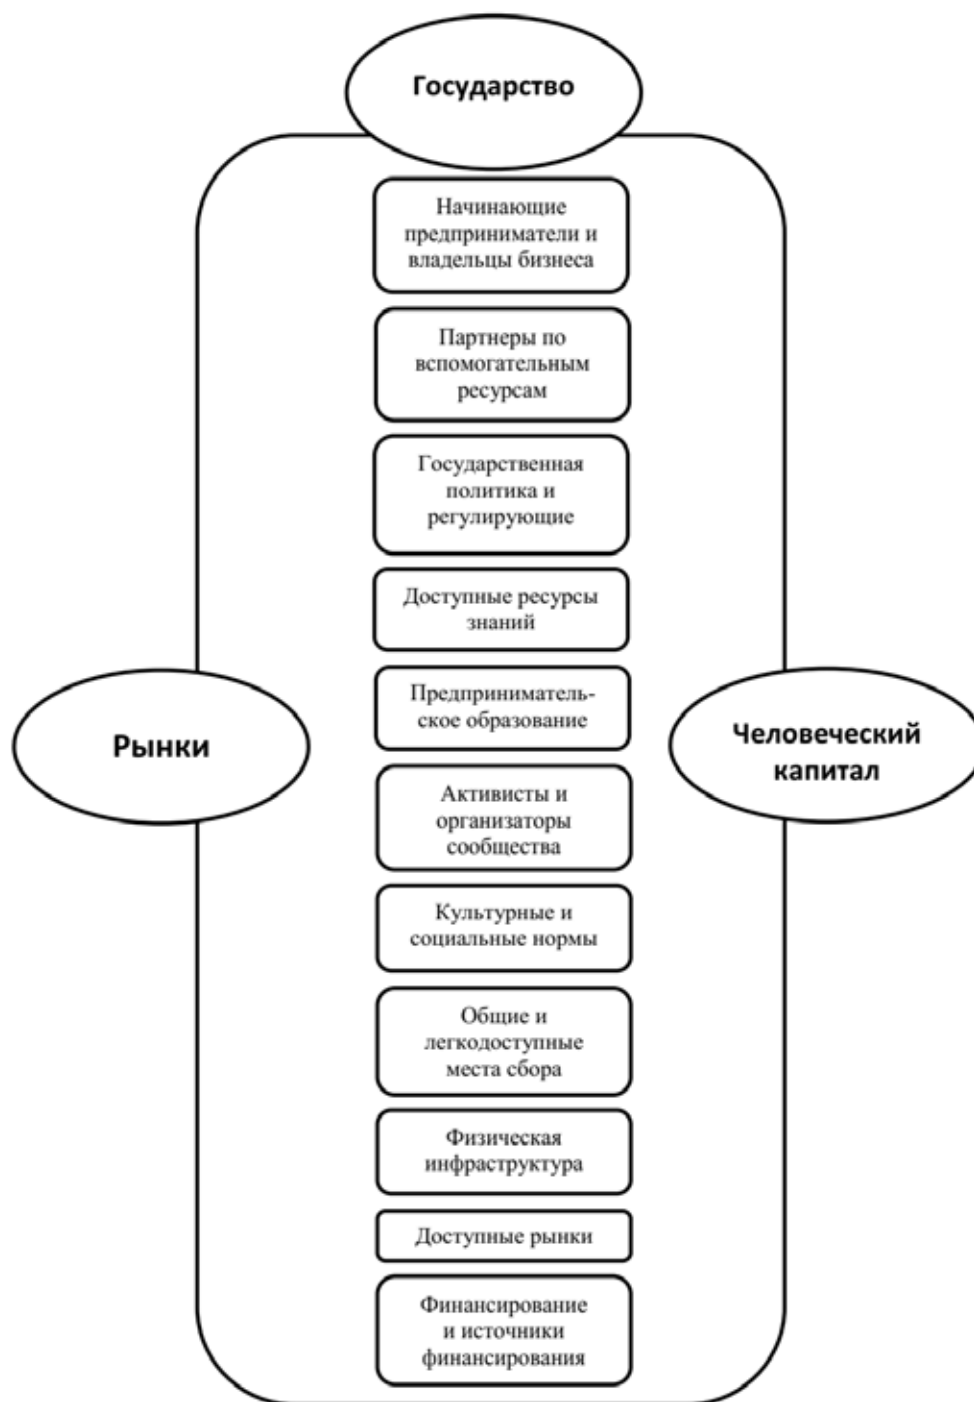 Государство
Начинающие
предприниматели и
владельцы бизнеса
Партнеры по
вспомогательным
ресурсам
Государственная
политика и
регулирующие
Доступные ресурсы
знаний
Рынки
Предприниматель-
ское образование
Человеческий
капитал
Активисты и
организаторы
сообщества
Культурные и
социальные нормы
Общие и
легкодоступные
места сбора
Физическая
инфраструктура
Доступные рынки
Финансирование
и источники
финансирования